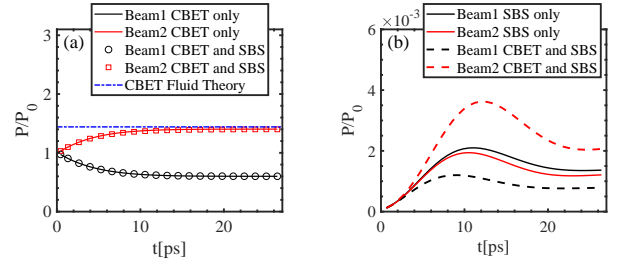 (a)
Beam1 CBET only
Beam2 CBET only
Beam1 CBET and SBS
Beam2 CBET and SBS
CBET Fluid Theory
P/P0
3
2
1
0
0
10
20
t[ps]
×10-3
(b)
Beam1 SBS only
Beam2 SBS only
Beam1 CBET and SBS
Beam2 CBET and SBS
P/P0
6
4
2
0
0
10
20
t[ps]